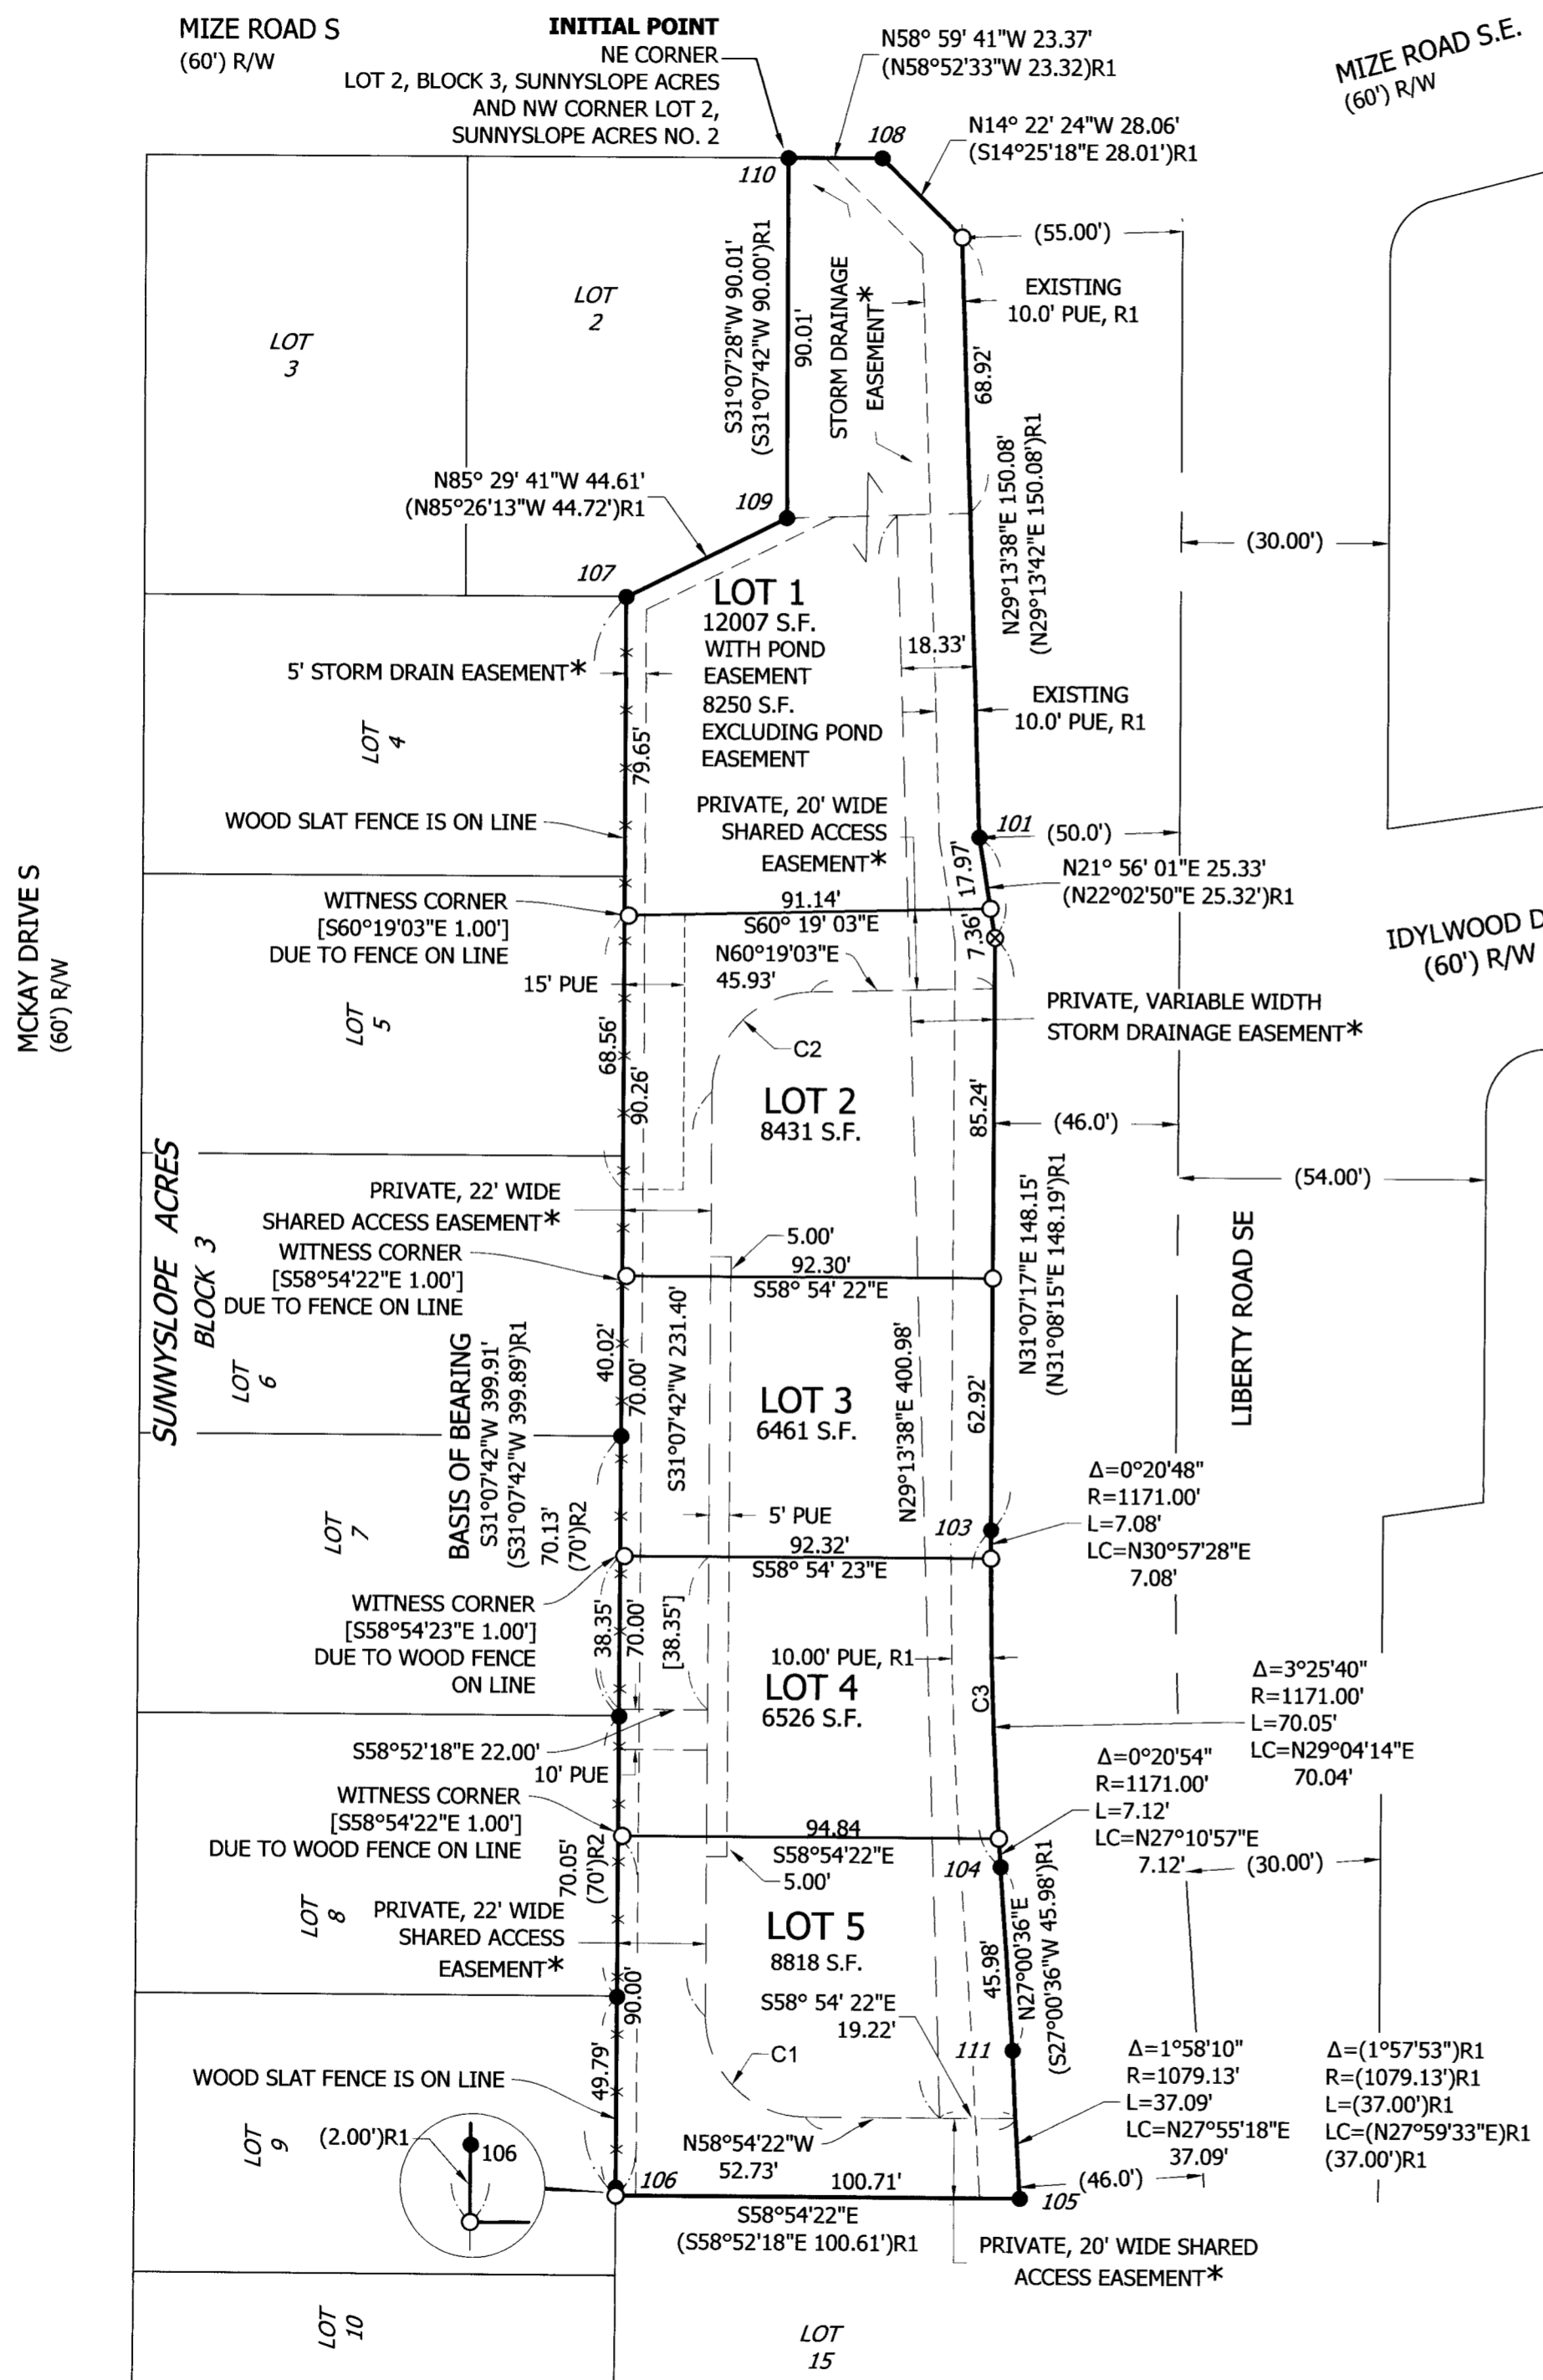 MIZE ROAD S
(60') R/W
INITIAL POINT
NE CORNER
LOT 2, BLOCK 3, SUNNYSLOPE ACRES
AND NW CORNER LOT 2,
SUNNYSLOPE ACRES NO. 2
N58° 59' 41"W 23.37'
(N58°52'33"W 23.32)R1
MIZE ROAD S.E.
(60') R/W
108
N14° 22' 24"W 28.06'
(S14°25'18"E 28.01')R1
110
(55.00')
S31°07'28"W 90.01'
(S31°07'42"W 90.00')R1
90.01'
STORM DRAINAGE
EASEMENT*
EXISTING
10.0' PUE, R1
LOT
2
LOT
3
68.92'
N29°13'38"E 150.08'
(N29°13'42"E 150.08')R1
N85° 29' 41"W 44.61'
(N85°26'13"W 44.72')R1
109
(30.00')
107
LOT 1
12007 S.F.
WITH POND
EASEMENT
8250 S.F.
EXCLUDING POND
EASEMENT
18.33'
5' STORM DRAIN EASEMENT*
EXISTING
10.0' PUE, R1
LOT
4
79.65'
PRIVATE, 20' WIDE
SHARED ACCESS
EASEMENT*
WOOD SLAT FENCE IS ON LINE
101
(50.0')
17.97'
N21° 56' 01"E 25.33'
(N22°02'50"E 25.32')R1
MCKAY DRIVE S
(60') R/W
WITNESS CORNER
[S60°19'03"E 1.00']
DUE TO FENCE ON LINE
91.14'
S60° 19' 03"E
7.36'
N60°19'03"E
45.93'
IDYLWOOD D
(60') R/W
15' PUE
PRIVATE, VARIABLE WIDTH
STORM DRAINAGE EASEMENT*
LOT
5
68.56'
90.26'
C2
LOT 2
8431 S.F.
85.24'
(46.0')
N31°07'17"E 148.15'
(N31°08'15"E 148.19')R1
(54.00')
SUNNYSLOPE ACRES
BLOCK 3
PRIVATE, 22' WIDE
SHARED ACCESS EASEMENT*
WITNESS CORNER
[S58°54'22"E 1.00']
DUE TO FENCE ON LINE
5.00'
92.30'
S58° 54' 22"E
LIBERTY ROAD SE
LOT
6
BASIS OF BEARING
S31°07'42"W 399.91'
(S31°07'42"W 399.89')R1
40.02'
70.00'
S31°07'42"W 231.40'
LOT 3
6461 S.F.
N29°13'38"E 400.98'
62.92'
Δ=0°20'48"
R=1171.00'
L=7.08'
LC=N30°57'28"E
7.08'
LOT
7
70.13'
(70')R2
5' PUE
103
92.32'
S58° 54' 23"E
WITNESS CORNER
[S58°54'23"E 1.00']
DUE TO WOOD FENCE
ON LINE
38.35'
70.00'
[38.35']
10.00' PUE, R1
LOT 4
6526 S.F.
C3
Δ=3°25'40"
R=1171.00'
L=70.05'
LC=N29°04'14"E
70.04'
S58°52'18"E 22.00'
10' PUE
Δ=0°20'54"
R=1171.00'
L=7.12'
LC=N27°10'57"E
7.12'
WITNESS CORNER
[S58°54'22"E 1.00']
DUE TO WOOD FENCE ON LINE
94.84
S58°54'22"E
5.00'
(30.00')
104
LOT
8
70.05'
(70')R2
PRIVATE, 22' WIDE
SHARED ACCESS
EASEMENT*
LOT 5
8818 S.F.
45.98'
N27°00'36"E
(S27°00'36"W 45.98')R1
90.00'
S58° 54' 22"E
19.22'
111
Δ=1°58'10"
R=1079.13'
L=37.09'
LC=N27°55'18"E
37.09'
Δ=(1°57'53")R1
R=(1079.13')R1
L=(37.00')R1
LC=(N27°59'33"E)R1
(37.00')R1
C1
WOOD SLAT FENCE IS ON LINE
49.79'
LOT
9
(2.00')R1
106
N58°54'22"W
52.73'
106
100.71'
(46.0')
105
S58°54'22"E
(S58°52'18"E 100.61')R1
PRIVATE, 20' WIDE SHARED
ACCESS EASEMENT*
LOT
10
LOT
15